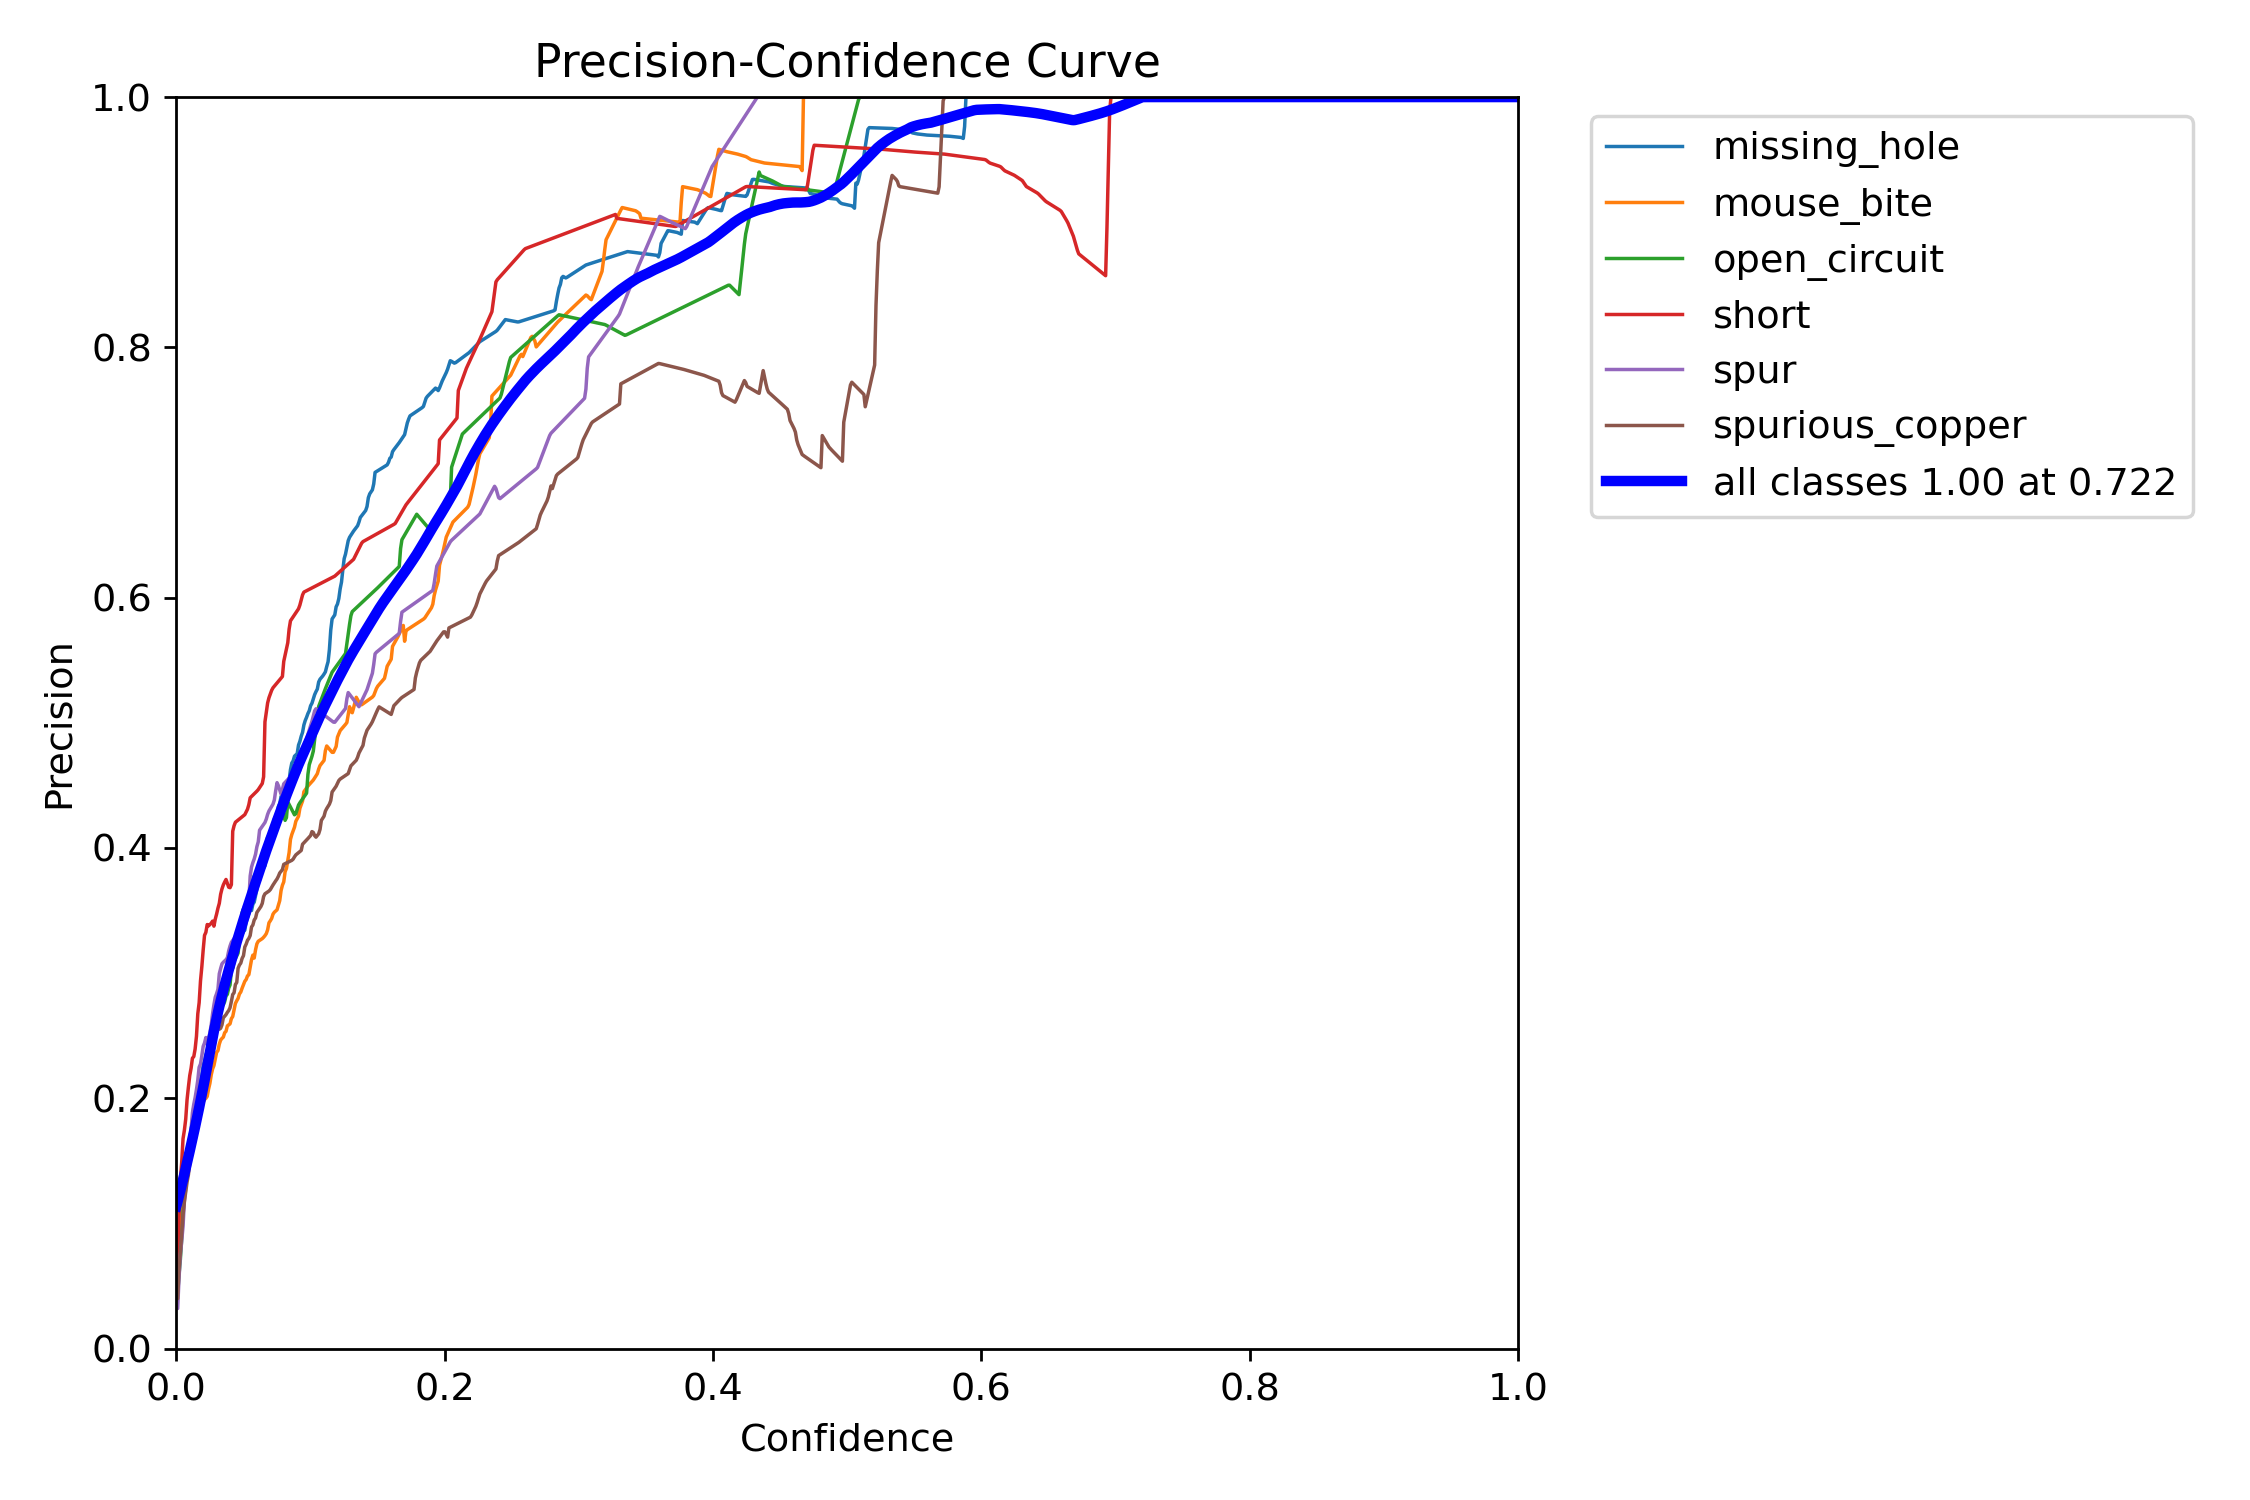 Precision-Confidence Curve
1.0
0.8
0.6
0.4
0.2
0.0
Precision
0.0 0.2 0.4 0.6 0.8 1.0
Confidence
missing_hole
mouse_bite
open_circuit
short
spur
spurious_copper
all classes 1.00 at 0.722